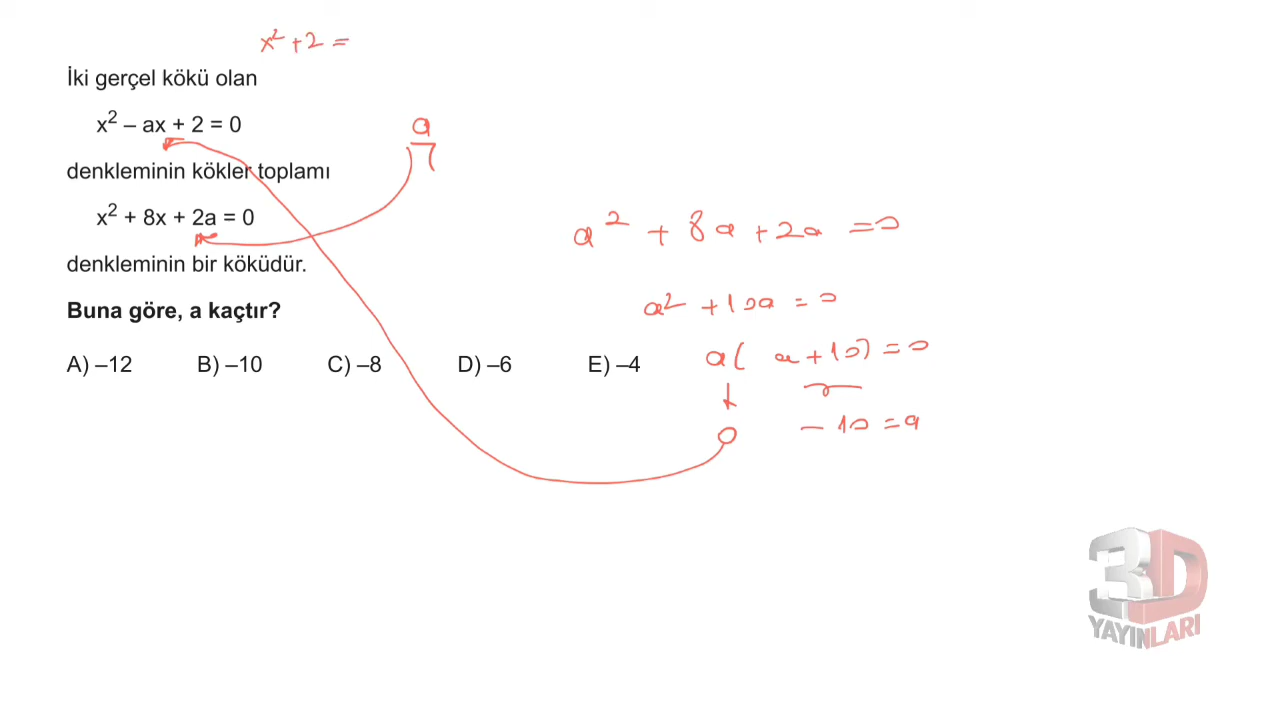 x² + 2 =
İki gerçel kökü olan
x² – ax + 2 = 0
a
denkleminin kökler toplamı
x² + 8x + 2a = 0
a² + 8a + 2a = 0
denkleminin bir köküdür.
a² + 10a = 0
Buna göre, a kaçtır?
a( a + 10) = 0
A) –12 B) –10 C) –8 D) –6 E) –4
0 – 10 = a
3D
YAYINLARI